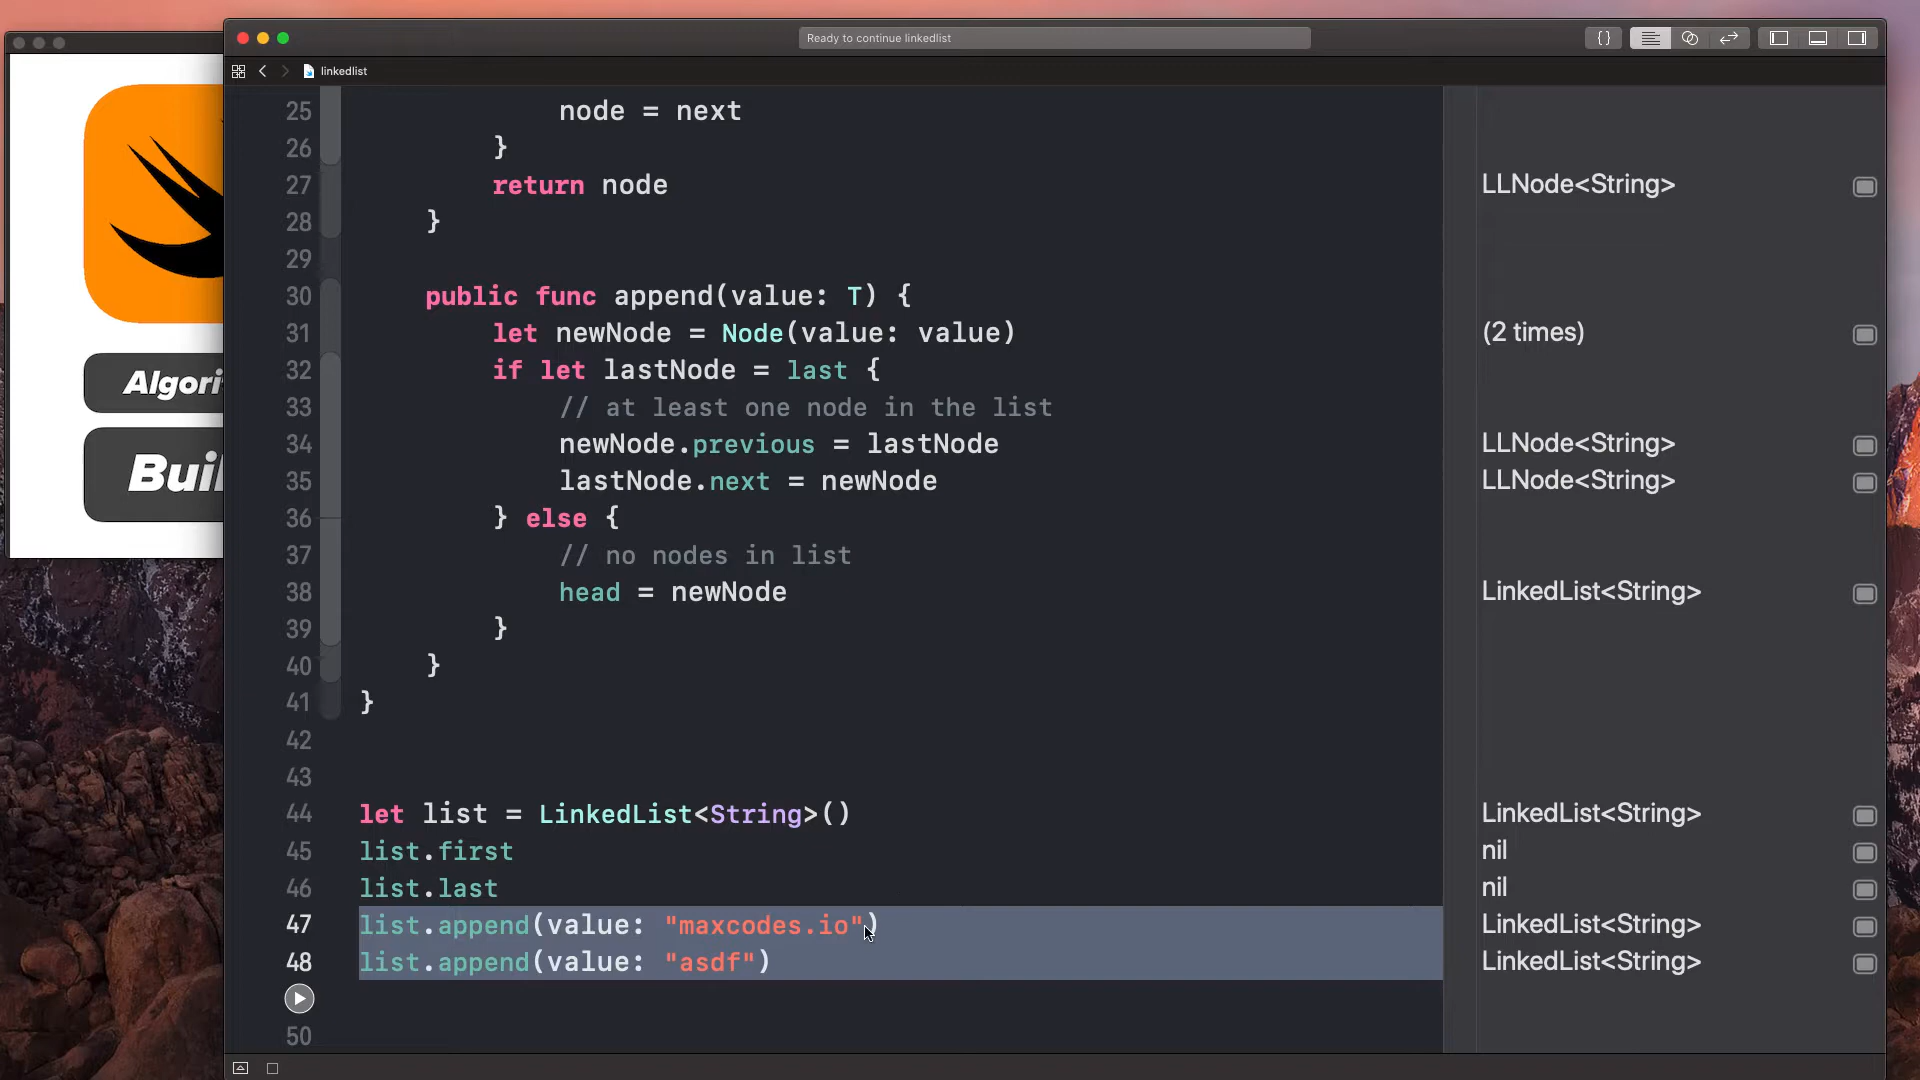 Ready to continue linkedlist
linkedlist
25 node = next
26 }
27 return node LLNode<String>
28 }
29
30 public func append(value: T) {
31 let newNode = Node(value: value) (2 times)
32 if let lastNode = last {
33 // at least one node in the list
34 newNode.previous = lastNode LLNode<String>
35 lastNode.next = newNode LLNode<String>
36 } else {
37 // no nodes in list
38 head = newNode LinkedList<String>
39 }
40 }
41 }
42
43
44 let list = LinkedList<String>() LinkedList<String>
45 list.first nil
46 list.last nil
47 list.append(value: "maxcodes.io") LinkedList<String>
48 list.append(value: "asdf") LinkedList<String>
50
Algori
Buil